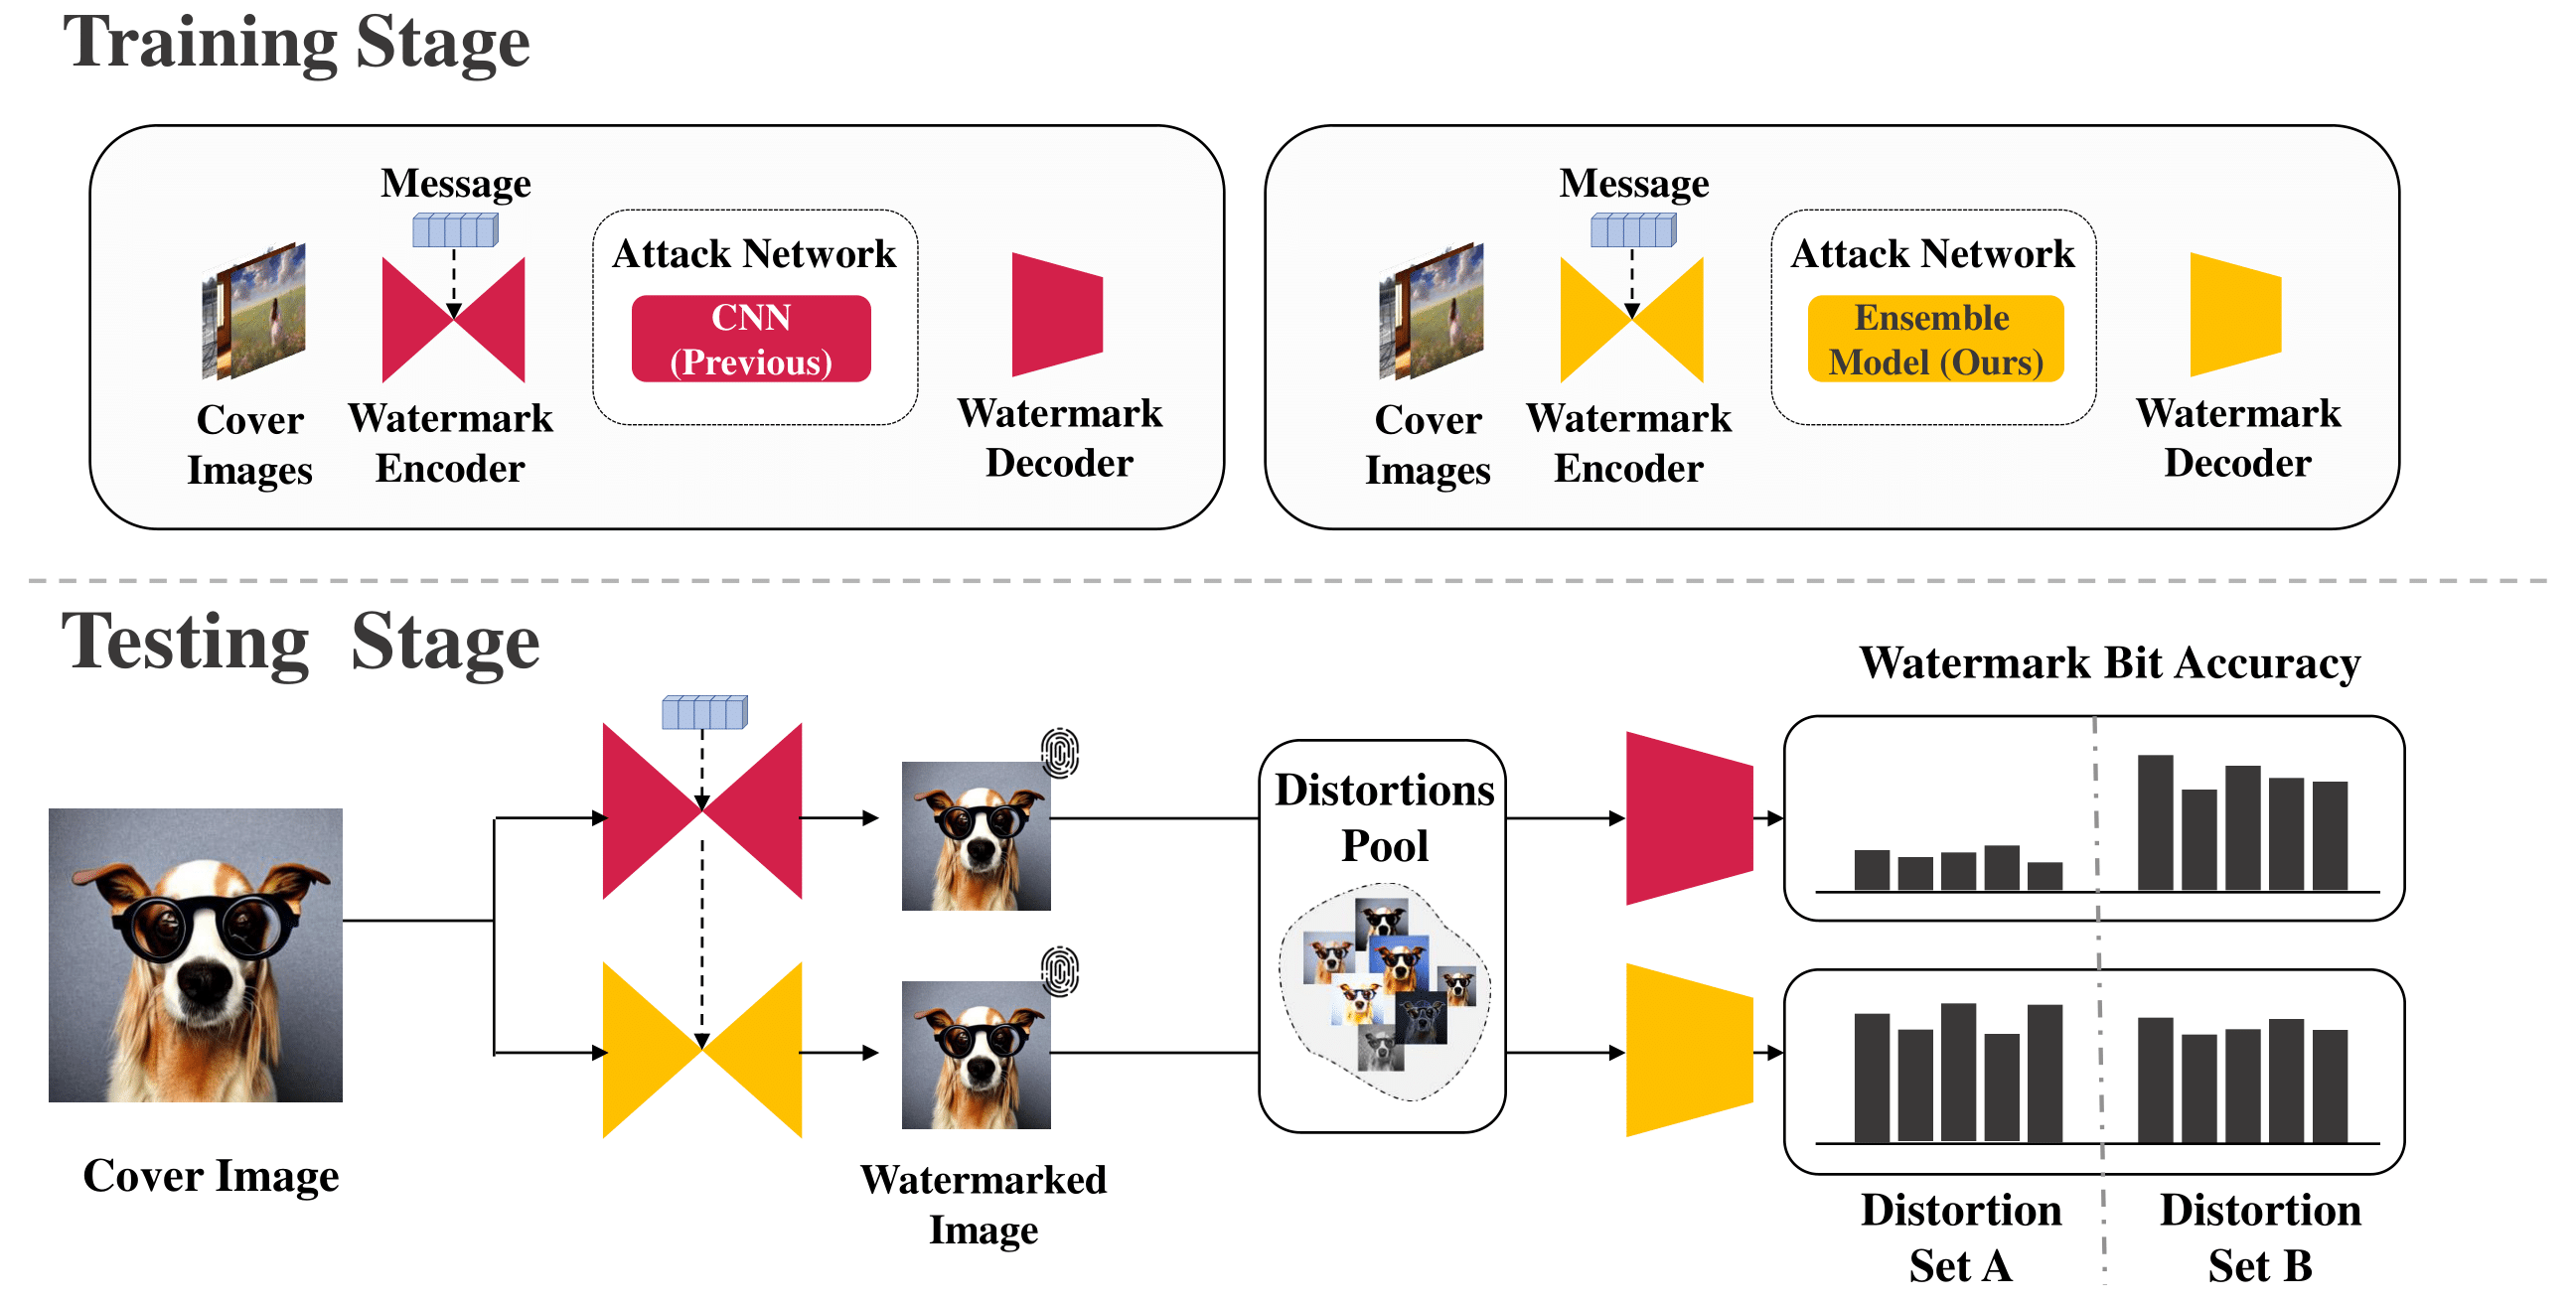 Training Stage
Message
Attack Network
CNN
(Previous)
Cover
Images
Watermark
Encoder
Watermark
Decoder
Message
Attack Network
Ensemble
Model (Ours)
Cover
Images
Watermark
Encoder
Watermark
Decoder
Testing Stage
Watermark Bit Accuracy
Distortions
Pool
Cover Image
Watermarked
Image
Distortion
Set A
Distortion
Set B